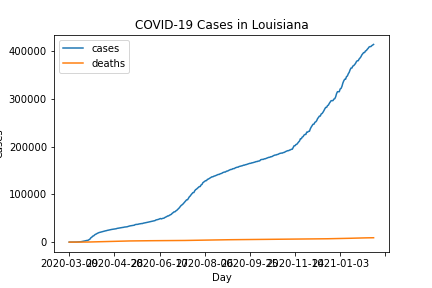 COVID-19 Cases in Louisiana
cases
deaths
400000
300000
200000
100000
0
Cases
2020-03-09 2020-04-28 2020-06-17 2020-08-06 2020-09-25 2020-11-14 2021-01-03
Day